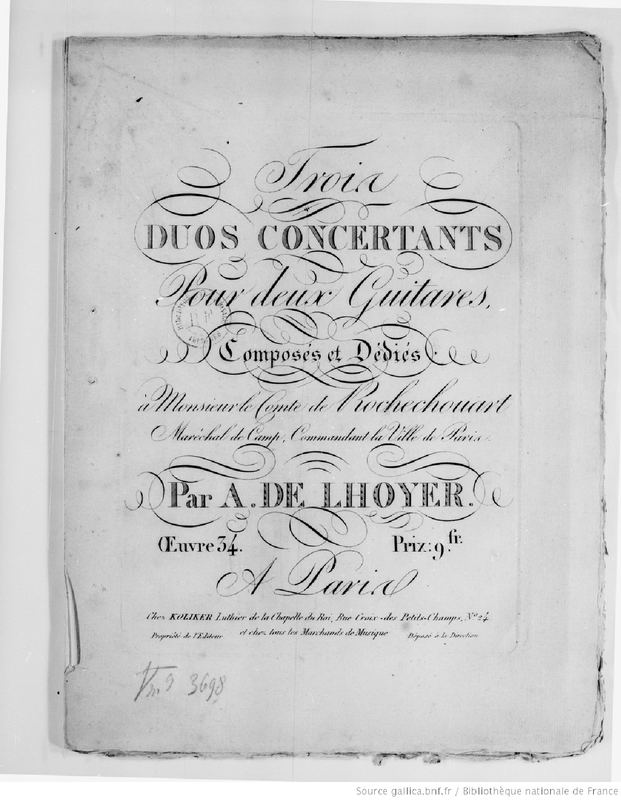 Trois
DUOS CONCERTANTS
Pour deux Guitares,
Composés et Dédiés
à Monsieur le Comte de Rochechouart
Maréchal de Camp, Commandant la Ville de Paris.
Par A. DE LHOYER.
Œuvre 34. Prix: 9.fr.
A Paris
Chez KOLIKER Luthier de la Chapelle du Roi, Rue Croix-des Petits-Champs, No. 24.
Propriété de l'Editeur et chez tous les Marchands de Musique Déposé à la Direction
Vm9 3698
Source gallica.bnf.fr / Bibliothèque nationale de France